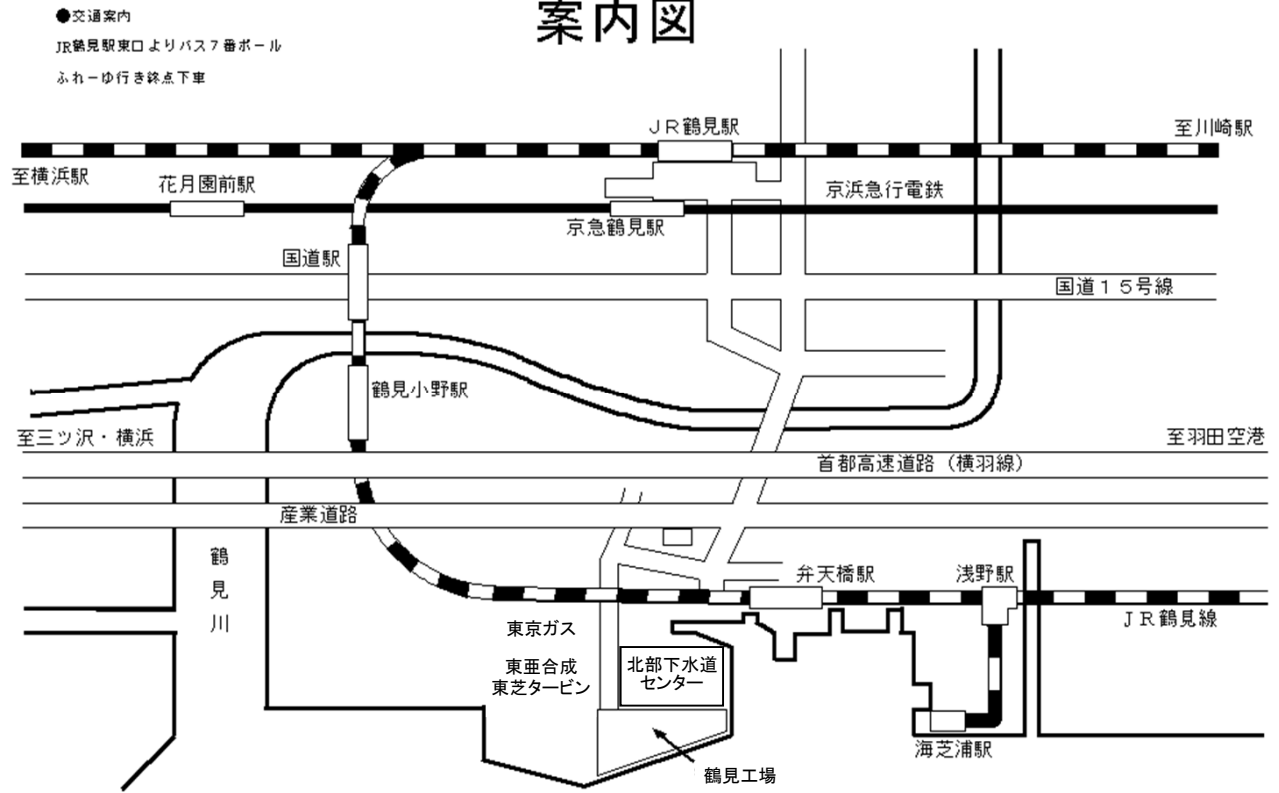 案内図
●交通案内
JR鶴見駅東口よりバス7番ポール
ふれーゆ行き終点下車
JR鶴見駅
至川崎駅
至横浜駅
花月園前駅
京浜急行電鉄
京急鶴見駅
国道駅
国道15号線
鶴見小野駅
至三ツ沢・横浜
至羽田空港
首都高速道路(横羽線)
産業道路
鶴見川
弁天橋駅
浅野駅
JR鶴見線
東京ガス
東亜合成
東芝タービン
北部下水道
センター
海芝浦駅
鶴見工場